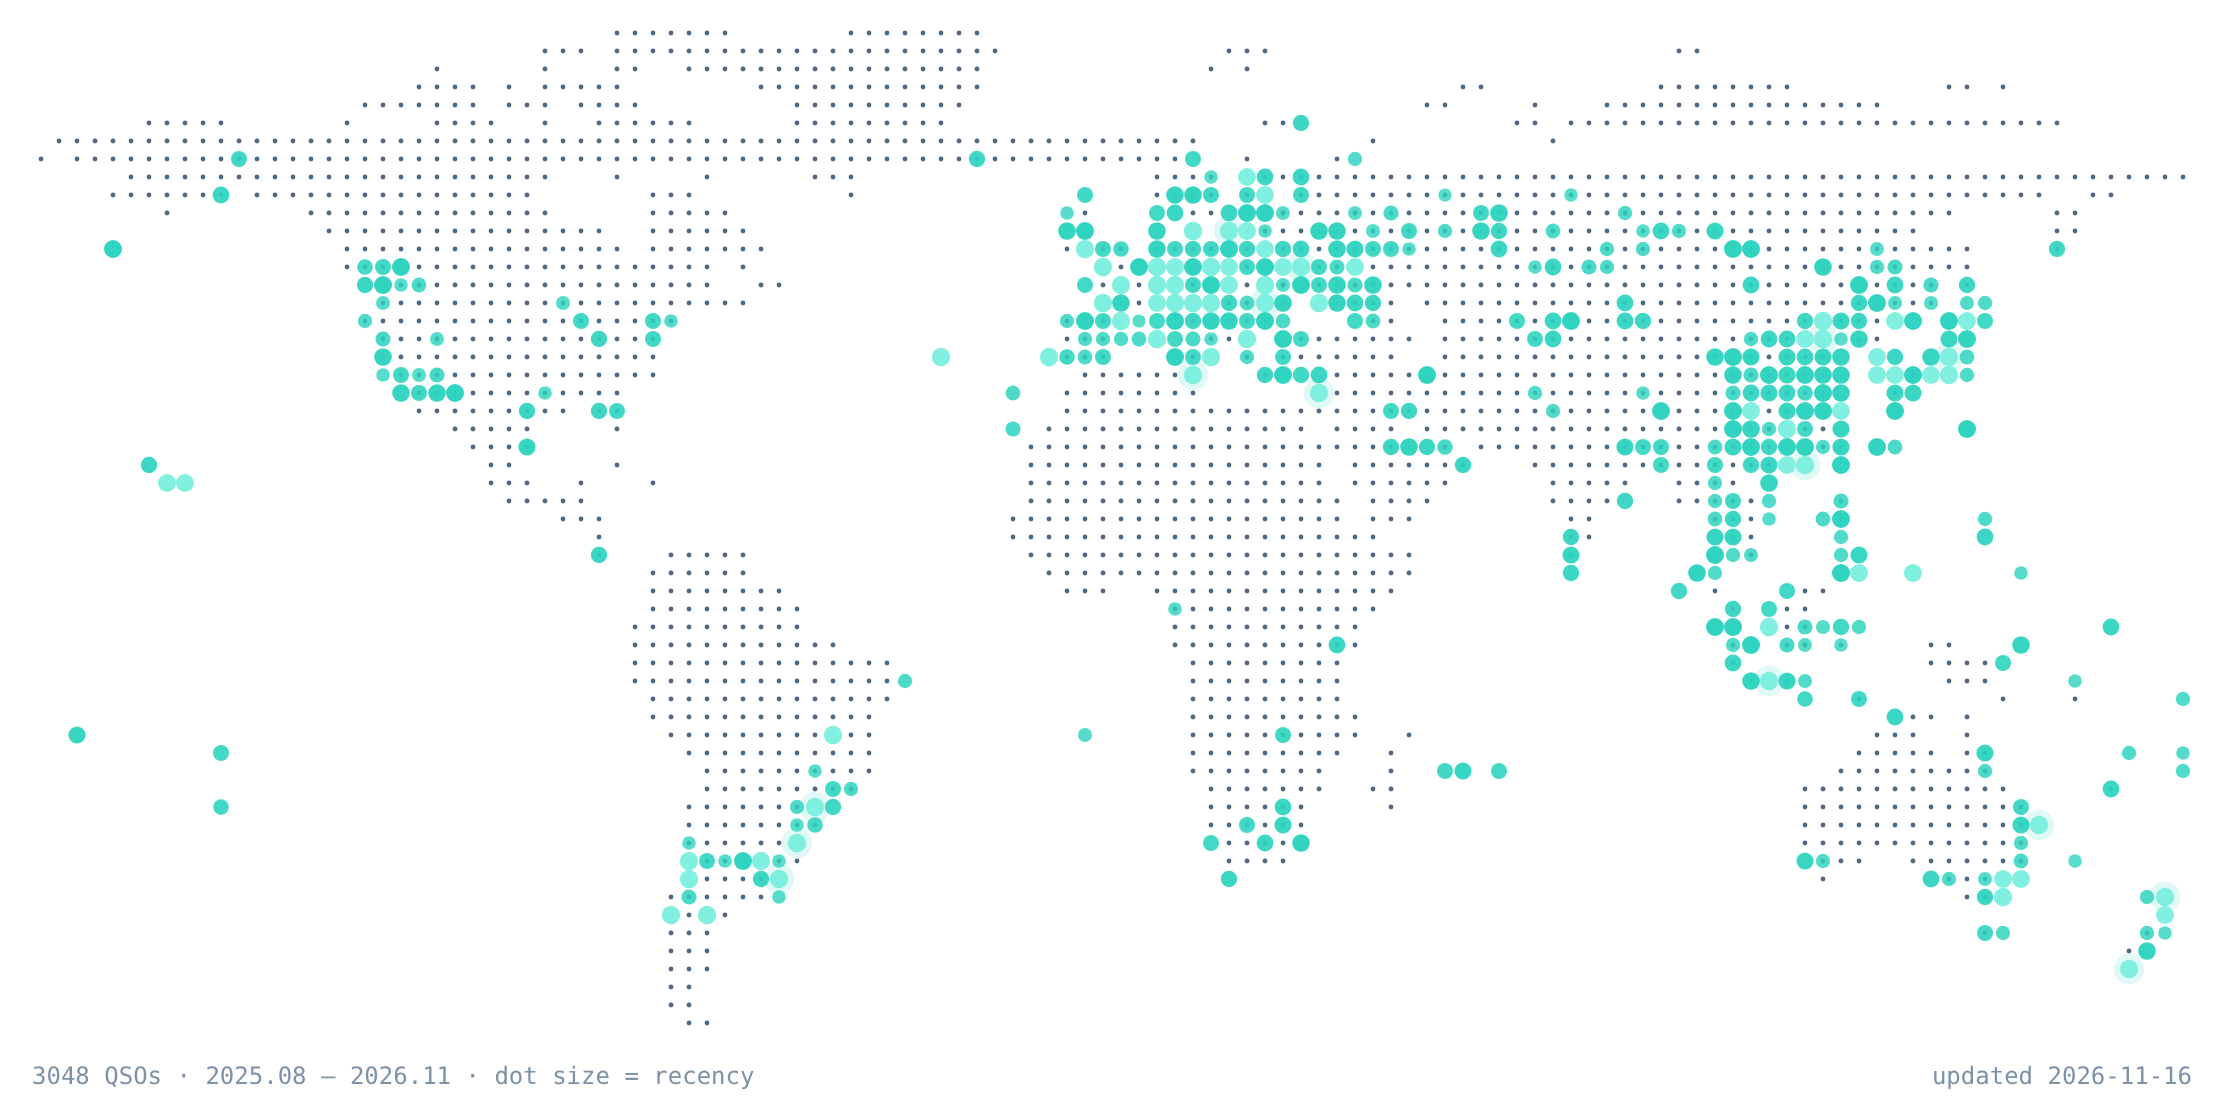 3048 QSOs · 2025.08 — 2026.11 · dot size = recency
updated 2026-11-16